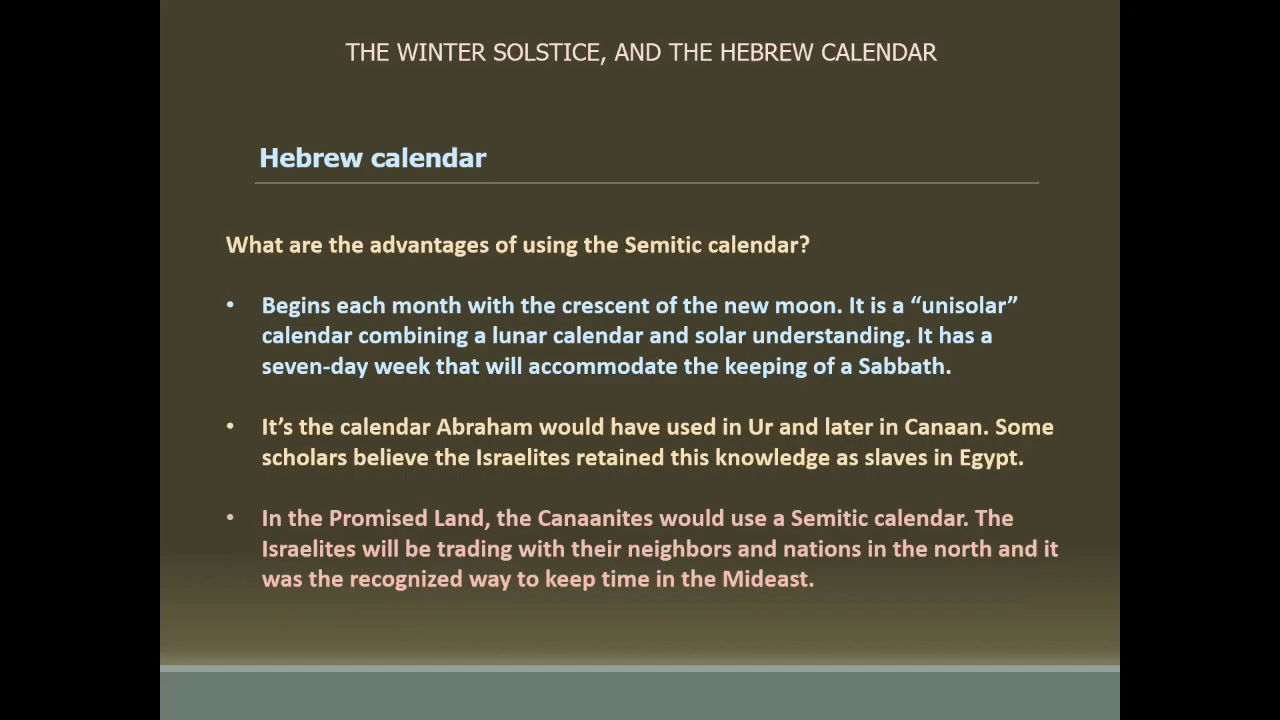 THE WINTER SOLSTICE, AND THE HEBREW CALENDAR
Hebrew calendar
What are the advantages of using the Semitic calendar?
• Begins each month with the crescent of the new moon. It is a “unisolar”
calendar combining a lunar calendar and solar understanding. It has a
seven-day week that will accommodate the keeping of a Sabbath.
• It’s the calendar Abraham would have used in Ur and later in Canaan. Some
scholars believe the Israelites retained this knowledge as slaves in Egypt.
• In the Promised Land, the Canaanites would use a Semitic calendar. The
Israelites will be trading with their neighbors and nations in the north and it
was the recognized way to keep time in the Mideast.